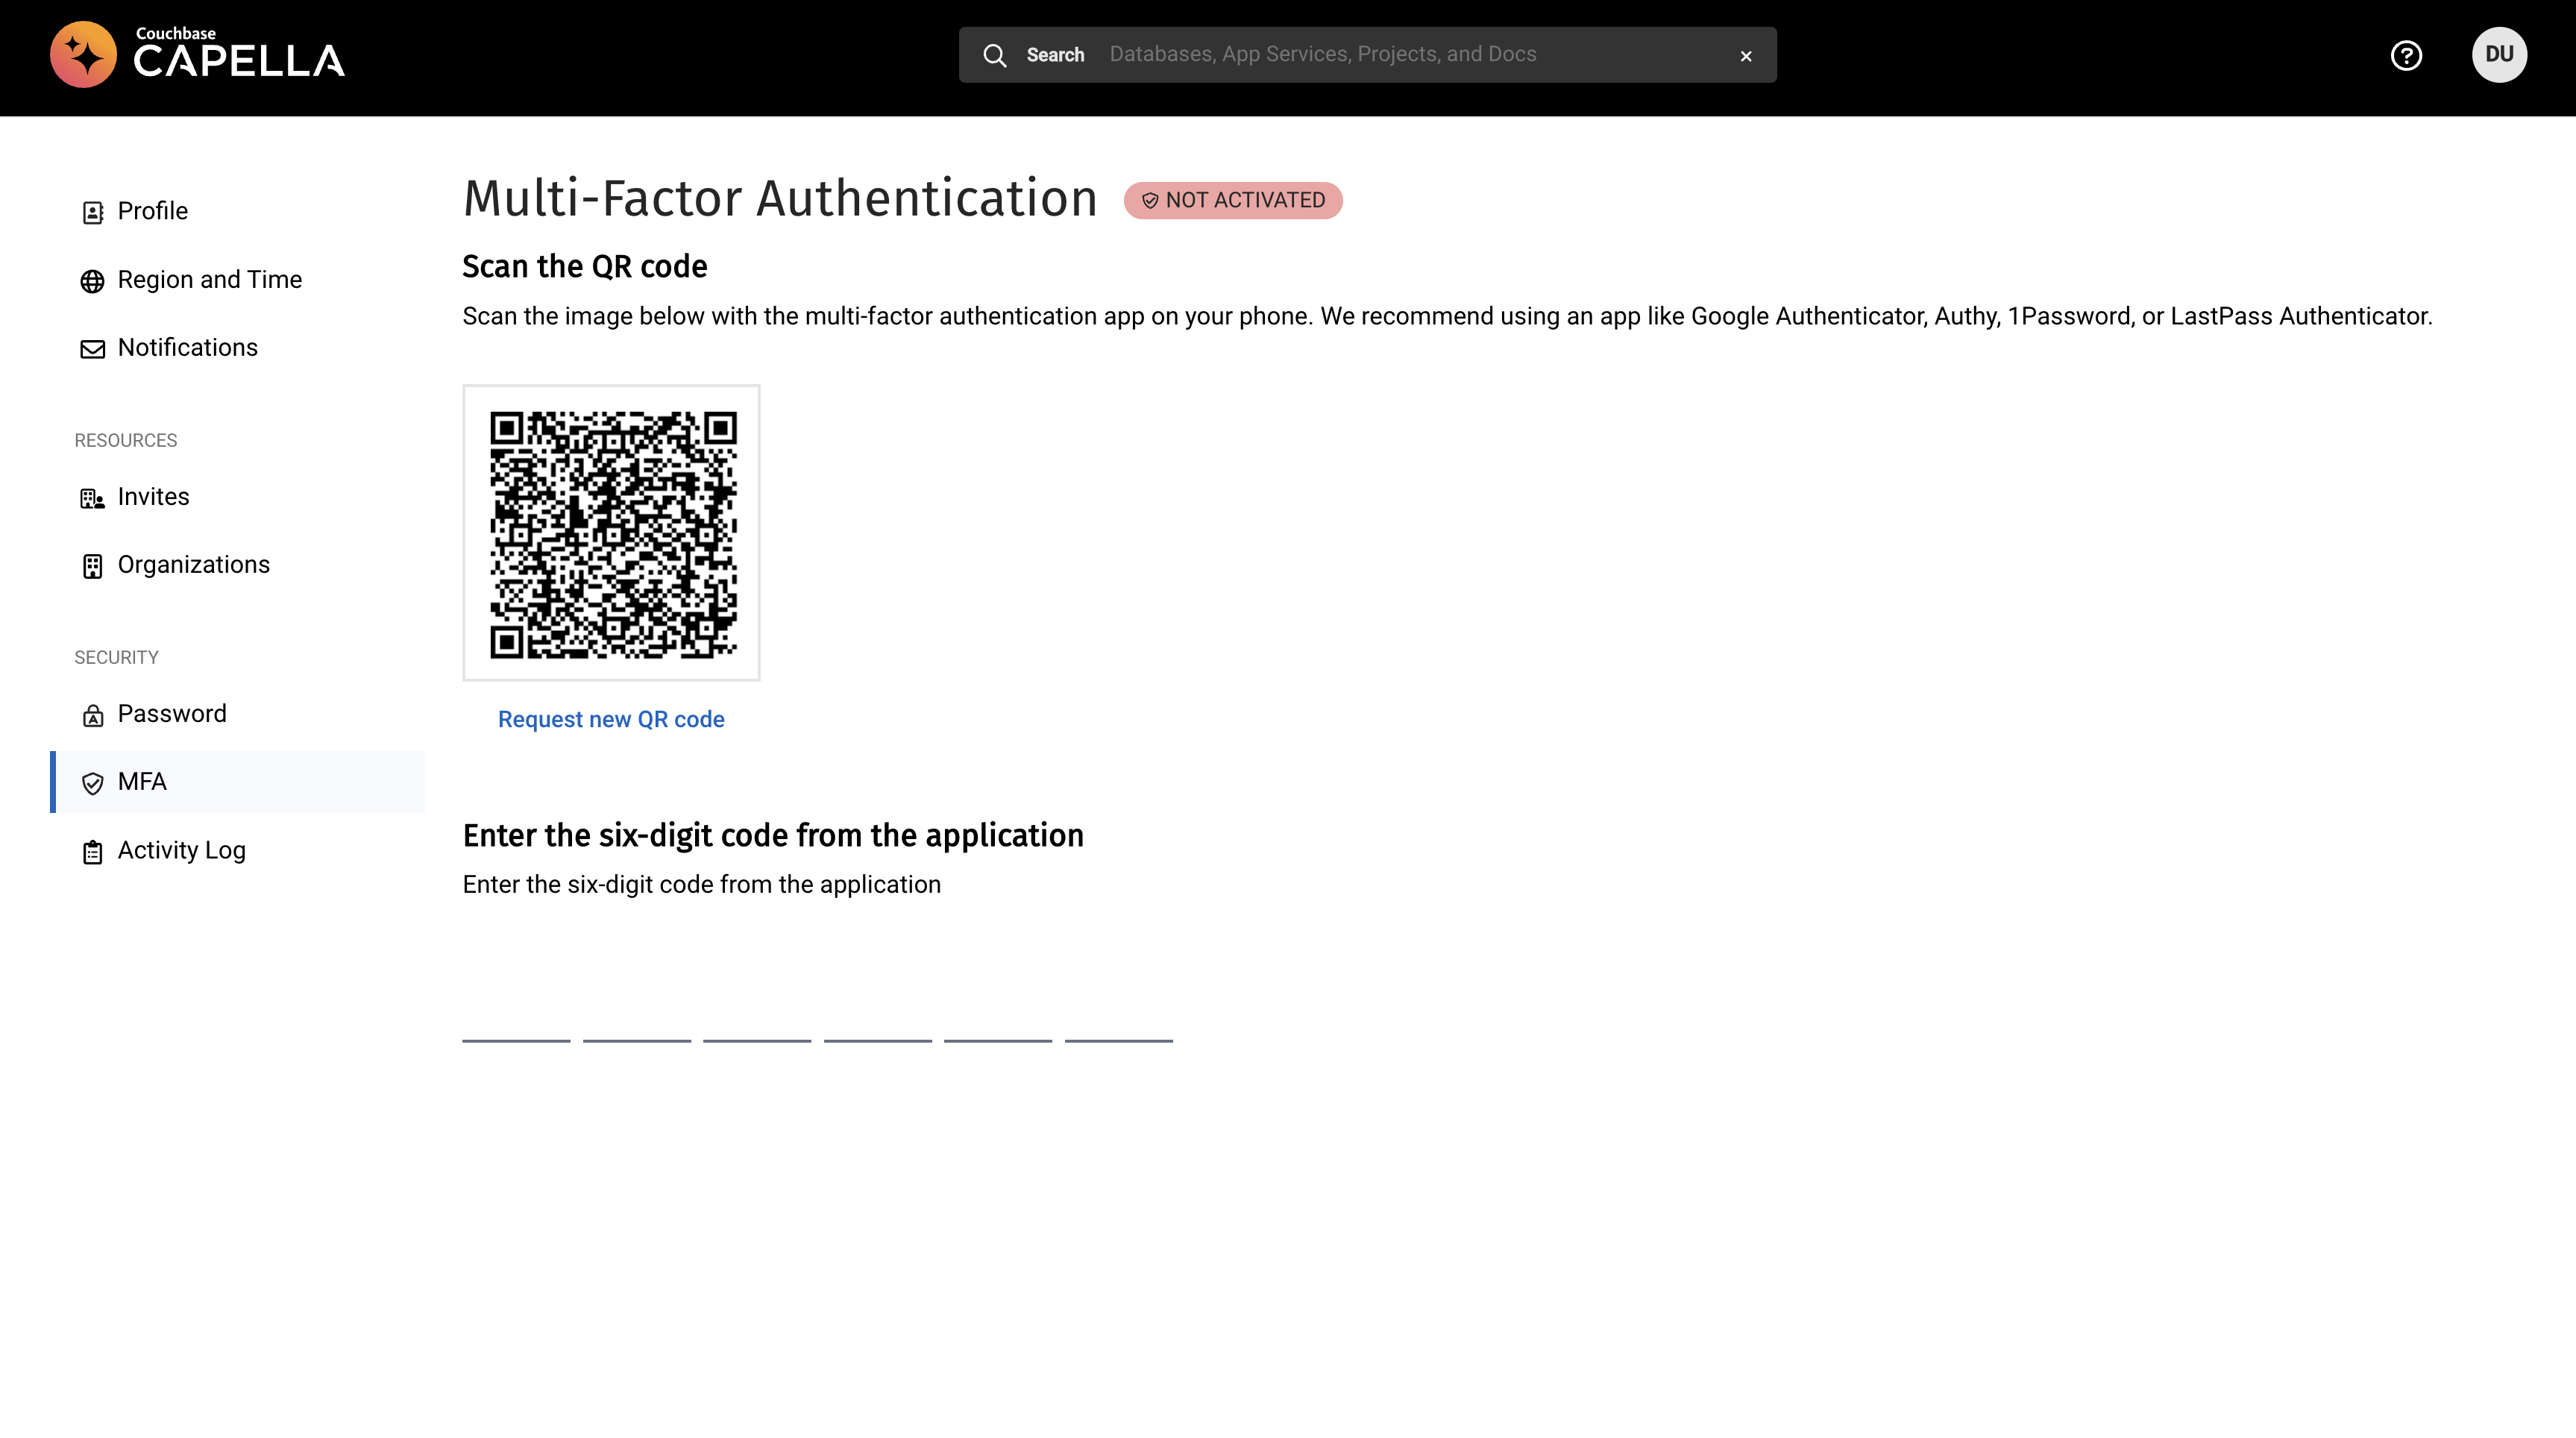 Couchbase
CAPELLA
Search Databases, App Services, Projects, and Docs
DU
Profile
Region and Time
Notifications
RESOURCES
Invites
Organizations
SECURITY
Password
MFA
Activity Log
Multi-Factor Authentication NOT ACTIVATED
Scan the QR code
Scan the image below with the multi-factor authentication app on your phone. We recommend using an app like Google Authenticator, Authy, 1Password, or LastPass Authenticator.
Request new QR code
Enter the six-digit code from the application
Enter the six-digit code from the application